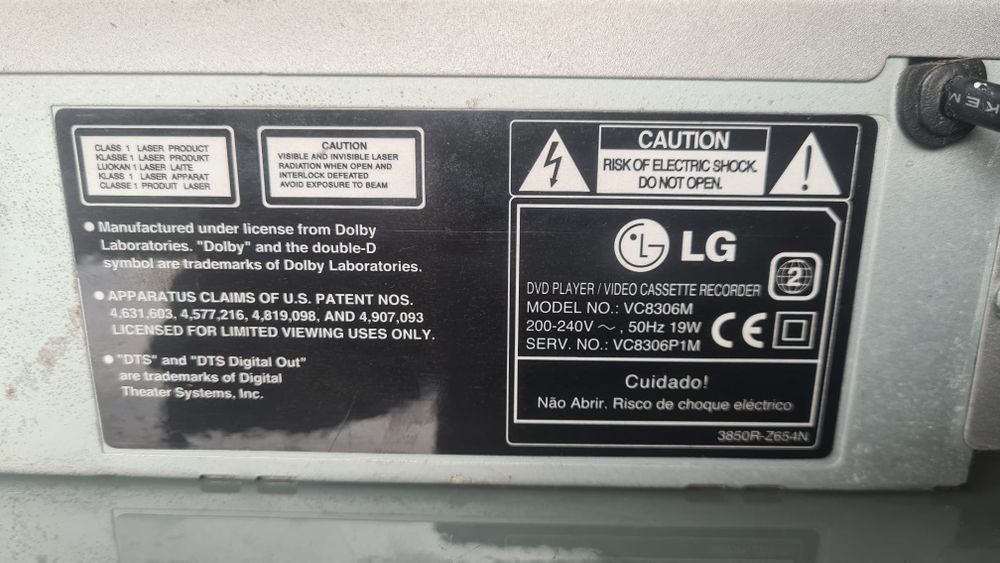 CLASS 1 LASER PRODUCT
KLASSE 1 LASER PRODUKT
LUOKAN 1 LASER LAITE
KLASS 1 LASER APPARAT
CLASSE 1 PRODUIT LASER
CAUTION
VISIBLE AND INVISIBLE LASER
RADIATION WHEN OPEN AND
INTERLOCK DEFEATED
AVOID EXPOSURE TO BEAM
● Manufactured under license from Dolby
Laboratories. "Dolby" and the double-D
symbol are trademarks of Dolby Laboratories.
● APPARATUS CLAIMS OF U.S. PATENT NOS.
4,631,603, 4,577,216, 4,819,098, AND 4,907,093
LICENSED FOR LIMITED VIEWING USES ONLY.
● "DTS" and "DTS Digital Out"
are trademarks of Digital
Theater Systems, Inc.
CAUTION
RISK OF ELECTRIC SHOCK.
DO NOT OPEN.
LG
2
DVD PLAYER / VIDEO CASSETTE RECORDER
MODEL NO.: VC8306M
200-240V ~ , 50Hz 19W
SERV. NO.: VC8306P1M
CE
Cuidado!
Não Abrir. Risco de choque eléctrico
3850R-Z654N
KEM